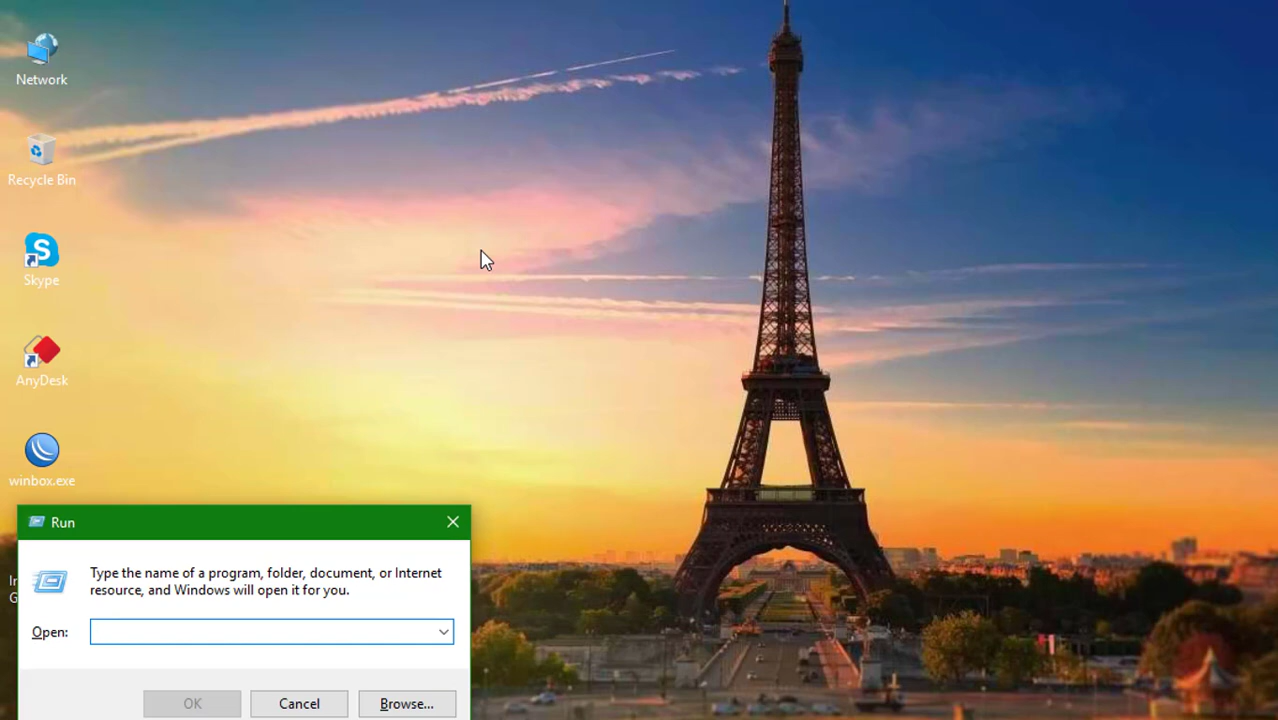 Network
Recycle Bin
Skype
AnyDesk
winbox.exe
Run
Type the name of a program, folder, document, or Internet
resource, and Windows will open it for you.
Open:
OK
Cancel
Browse...